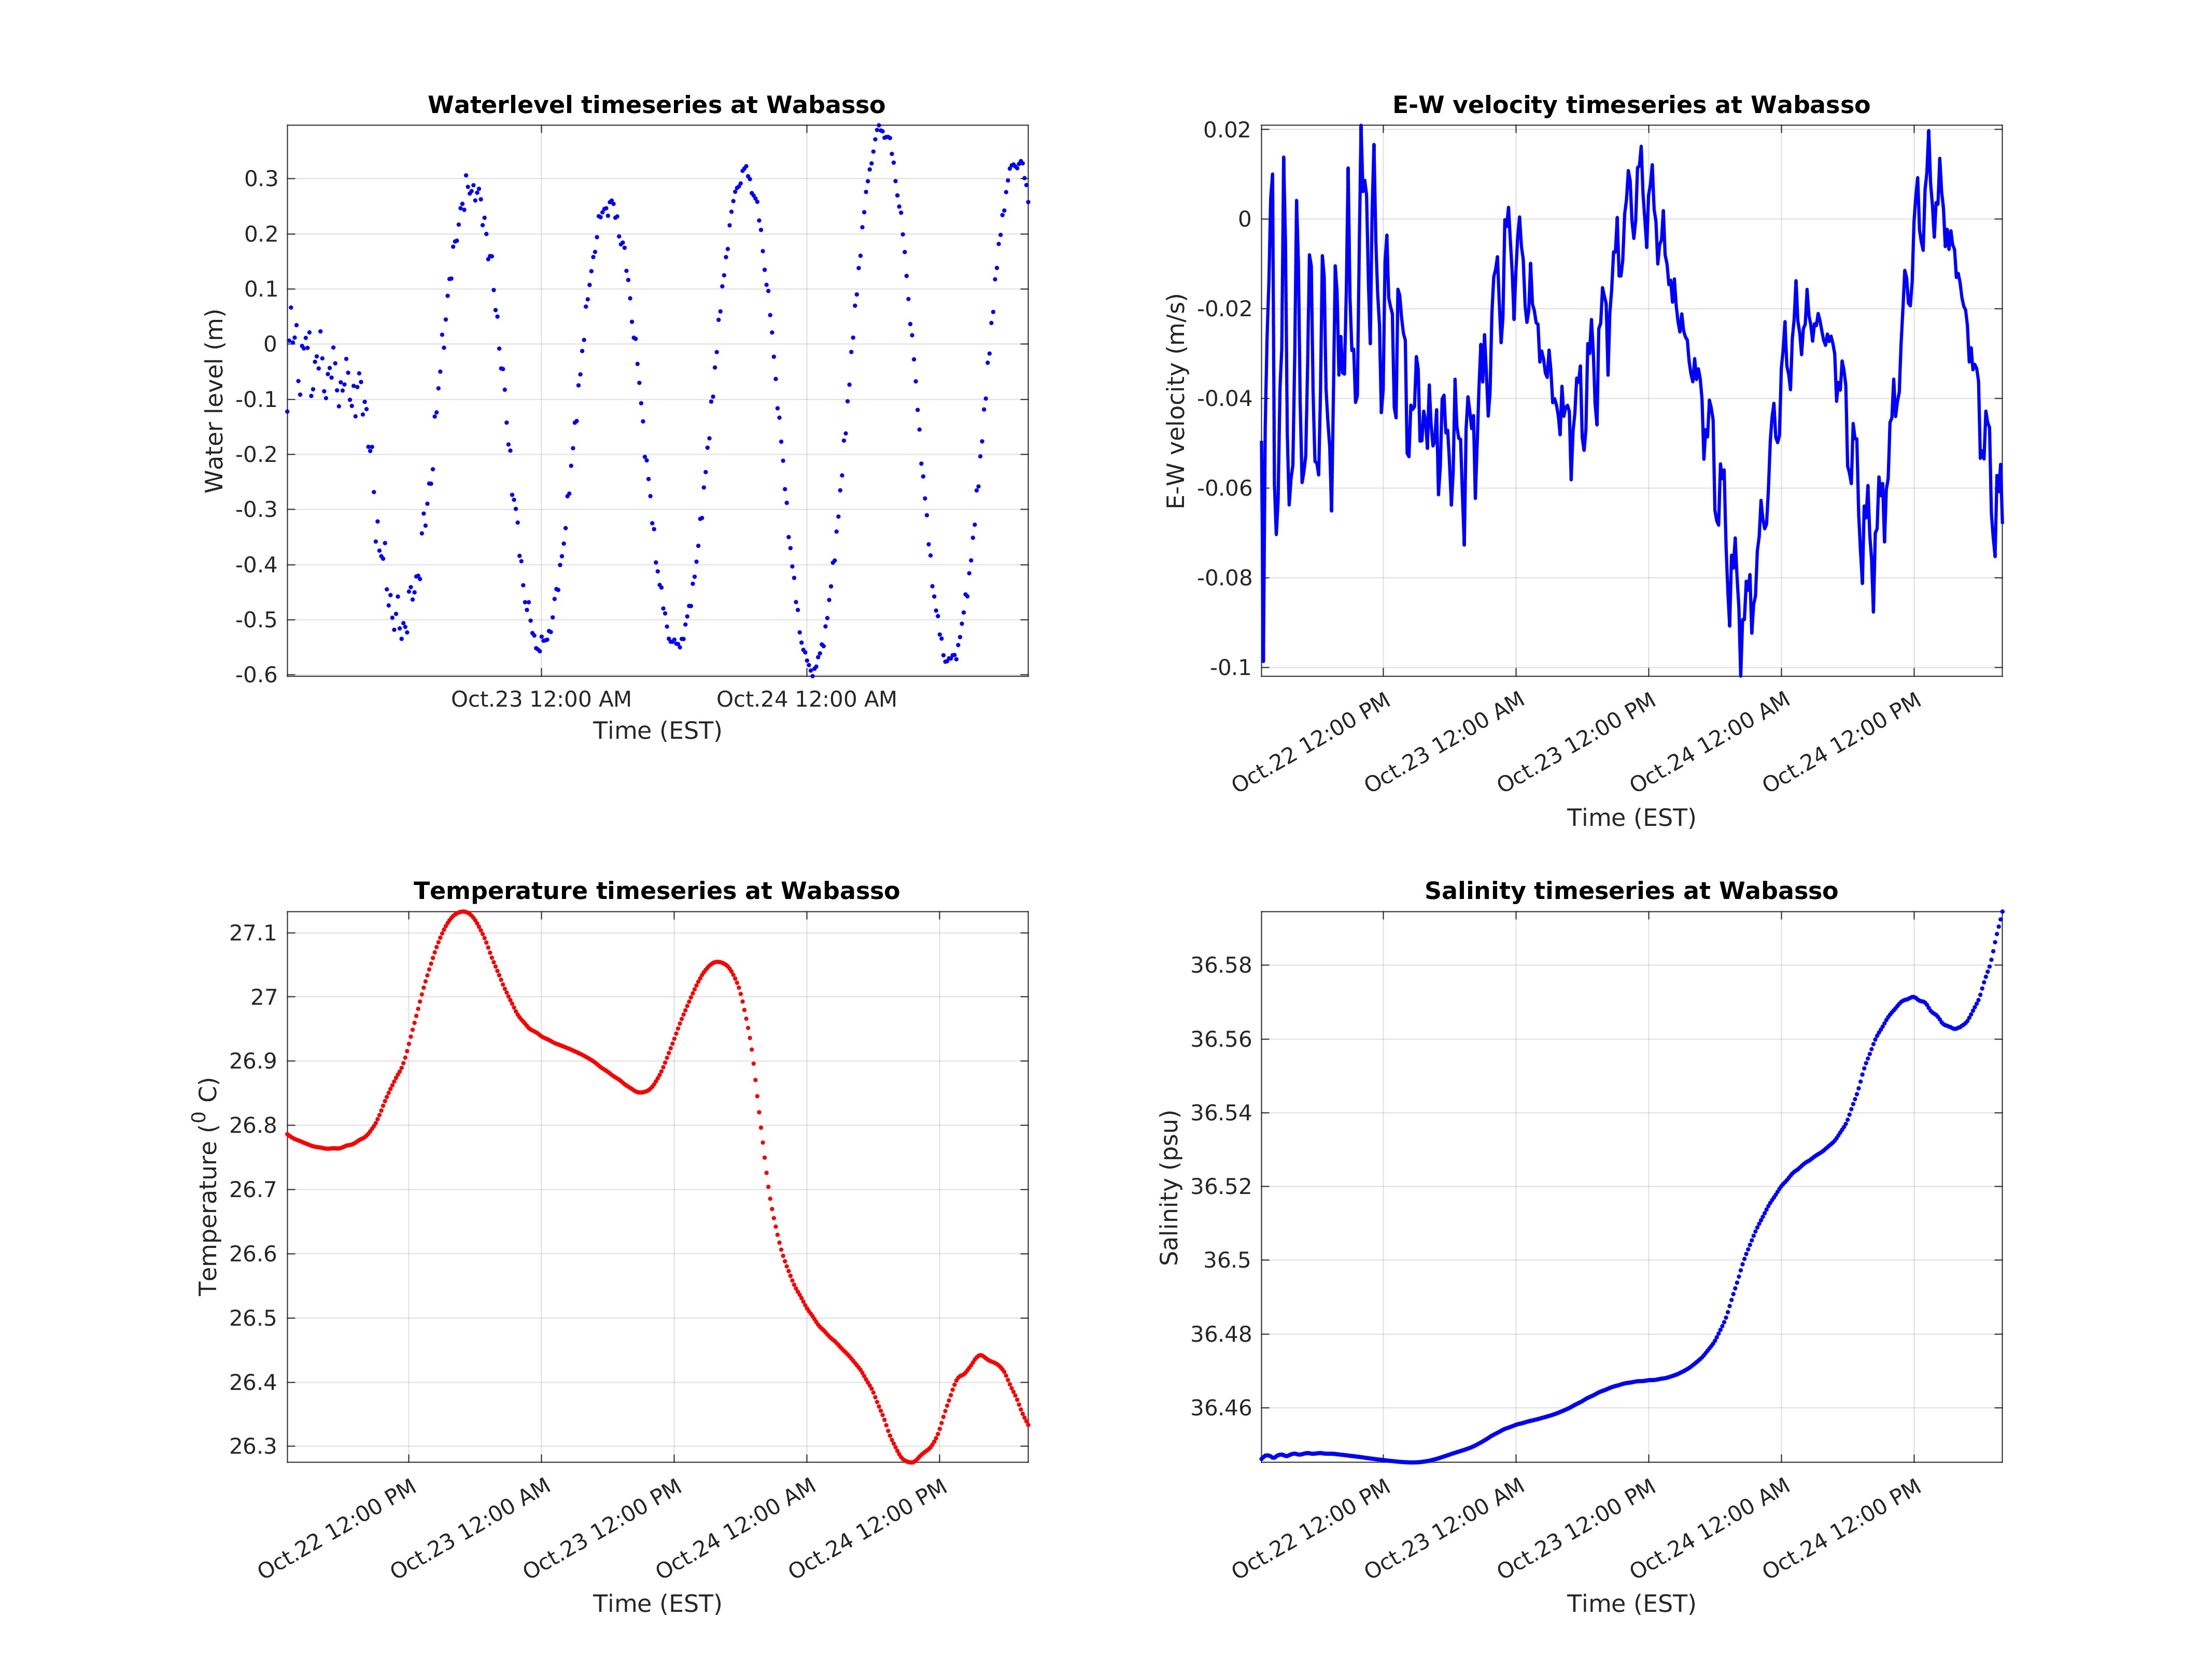 Waterlevel timeseries at Wabasso
0.3
0.2
0.1
0
-0.1
-0.2
-0.3
-0.4
-0.5
-0.6
Water level (m)
Oct.23 12:00 AM
Oct.24 12:00 AM
Time (EST)
E-W velocity timeseries at Wabasso
0.02
0
-0.02
-0.04
-0.06
-0.08
-0.1
E-W velocity (m/s)
Oct.22 12:00 PM
Oct.23 12:00 AM
Oct.23 12:00 PM
Oct.24 12:00 AM
Oct.24 12:00 PM
Time (EST)
Temperature timeseries at Wabasso
27.1
27
26.9
26.8
26.7
26.6
26.5
26.4
26.3
Temperature (⁰ C)
Oct.22 12:00 PM
Oct.23 12:00 AM
Oct.23 12:00 PM
Oct.24 12:00 AM
Oct.24 12:00 PM
Time (EST)
Salinity timeseries at Wabasso
36.58
36.56
36.54
36.52
36.5
36.48
36.46
Salinity (psu)
Oct.22 12:00 PM
Oct.23 12:00 AM
Oct.23 12:00 PM
Oct.24 12:00 AM
Oct.24 12:00 PM
Time (EST)